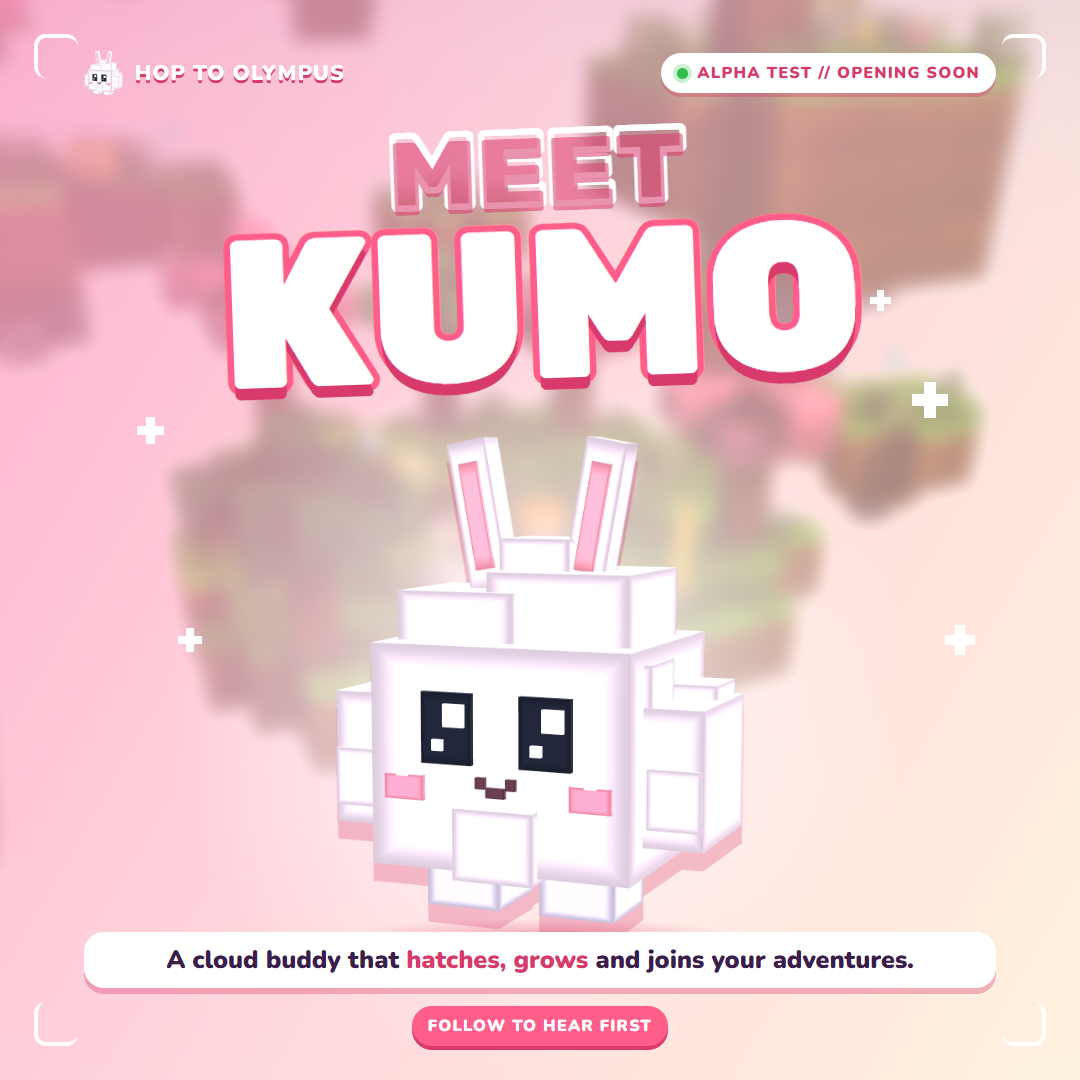 HOP TO OLYMPUS
ALPHA TEST // OPENING SOON
MEET
KUMO
A cloud buddy that hatches, grows and joins your adventures.
FOLLOW TO HEAR FIRST